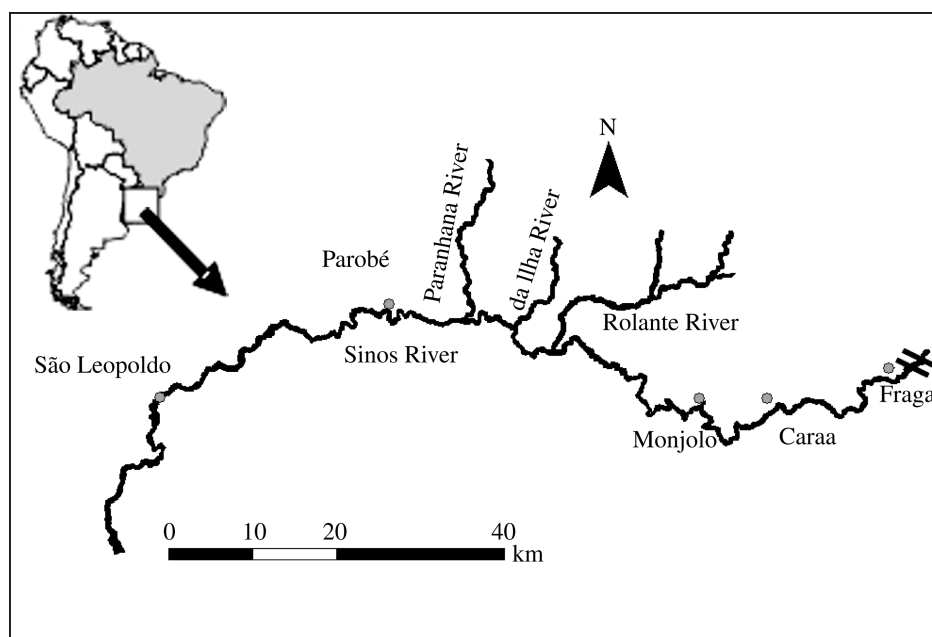 N
Paranhana River
da Ilha River
Parobé
Rolante River
Sinos River
São Leopoldo
Fraga
Monjolo
Caraa
0 10 20 40
km